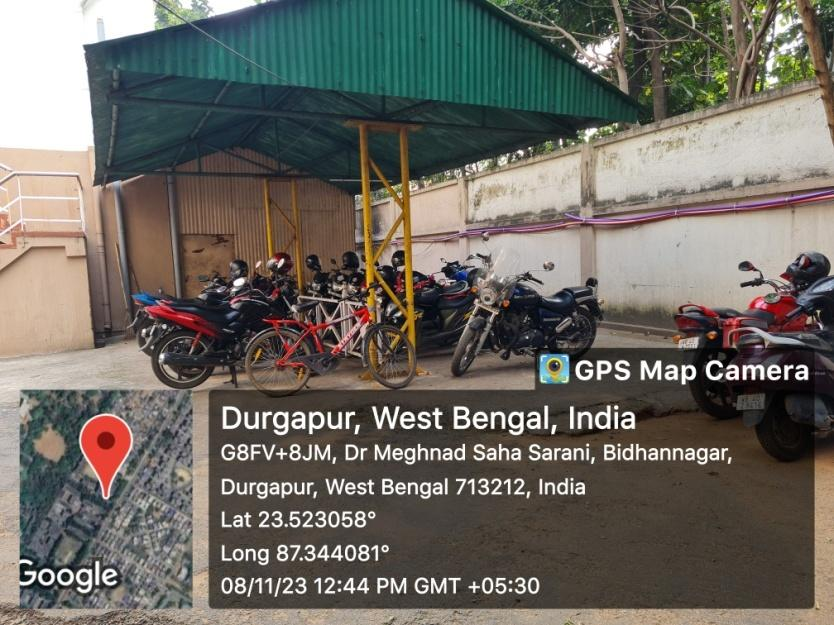 GPS Map Camera
Durgapur, West Bengal, India
G8FV+8JM, Dr Meghnad Saha Sarani, Bidhannagar,
Durgapur, West Bengal 713212, India
Lat 23.523058°
Long 87.344081°
08/11/23 12:44 PM GMT +05:30
Google